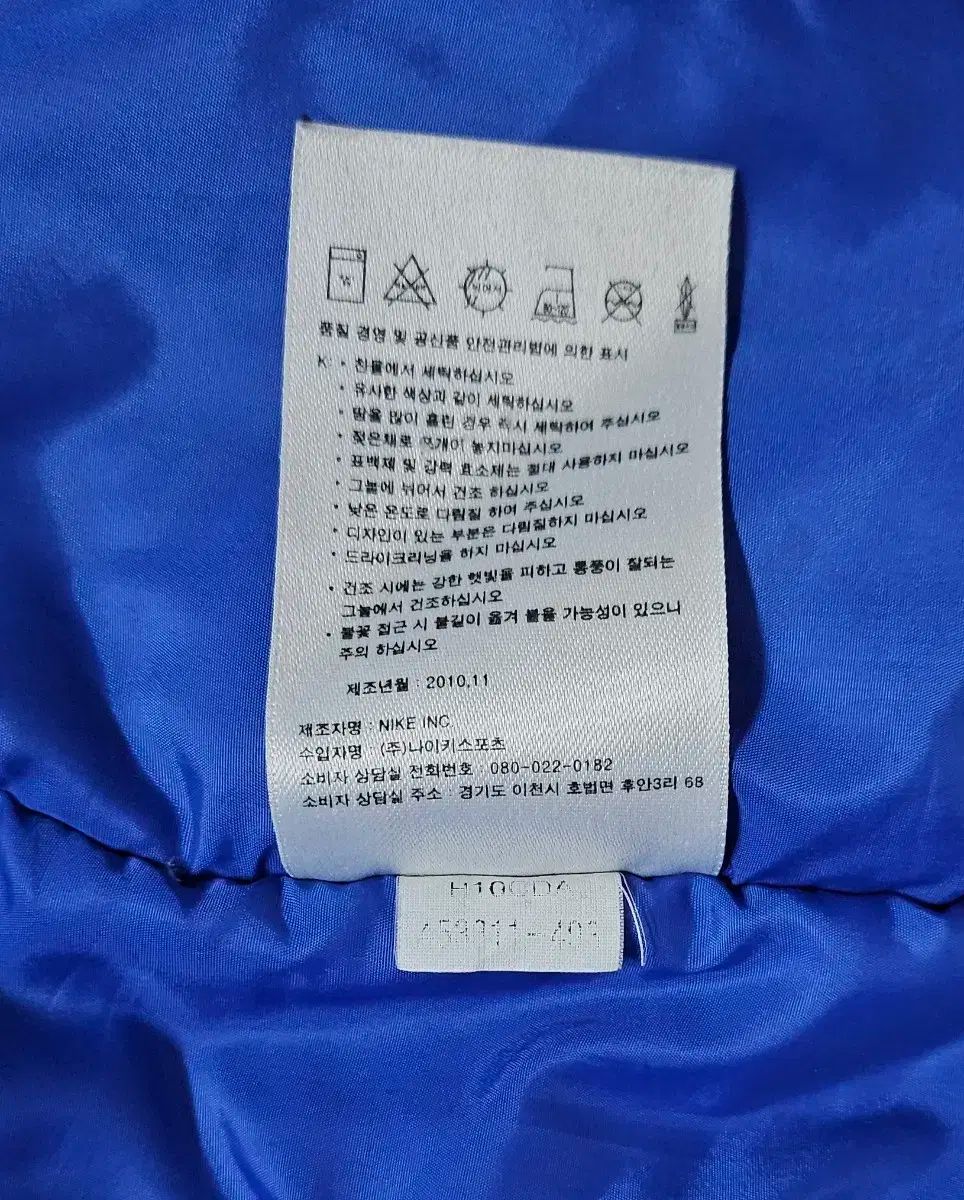 품질 경영 및 공산품 안전관리법에 의한 표시
K: • 찬물에서 세탁하십시오
• 유사한 색상과 같이 세탁하십시오
• 땀을 많이 흘린 경우 즉시 세탁하여 주십시오
• 젖은채로 쪼개이 놓지마십시오
• 표백제 및 강력 효소제는 절대 사용하지 마십시오
• 그늘에 뉘어서 건조 하십시오
• 낮은 온도로 다림질 하여 주십시오
• 디자인이 있는 부분은 다림질하지 마십시오
• 드라이크리닝을 하지 마십시오
• 건조 시에는 강한 햇빛을 피하고 통풍이 잘되는
그늘에서 건조하십시오
• 불꽃 접근 시 불길이 옮겨 붙을 가능성이 있으니
주의 하십시오
제조년월 : 2010.11
제조자명 : NIKE INC
수입자명 : (주)나이키스포츠
소비자 상담실 전화번호 : 080-022-0182
소비자 상담실 주소 : 경기도 이천시 호법면 후안3리 68